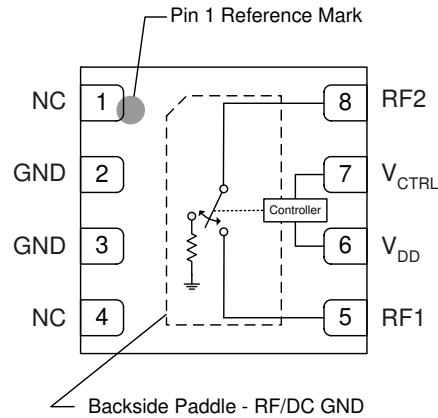 Pin 1 Reference Mark
NC 1
8 RF2
GND 2
7 VCTRL
Controller
GND 3
6 VDD
NC 4
5 RF1
Backside Paddle - RF/DC GND